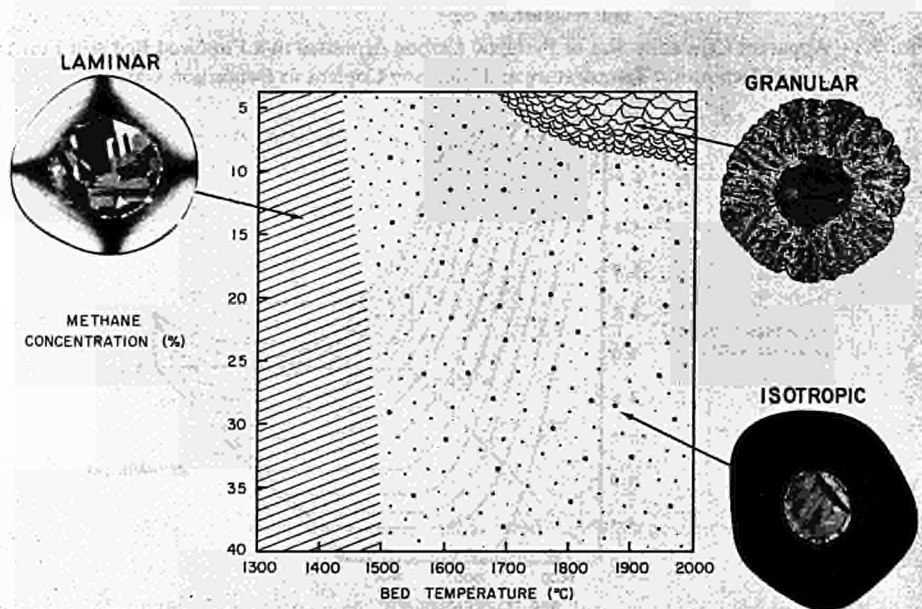 LAMINAR
GRANULAR
5
10
15
20
25
30
35
40
METHANE
CONCENTRATION (%)
ISOTROPIC
1300 1400 1500 1600 1700 1800 1900 2000
BED TEMPERATURE (°C)